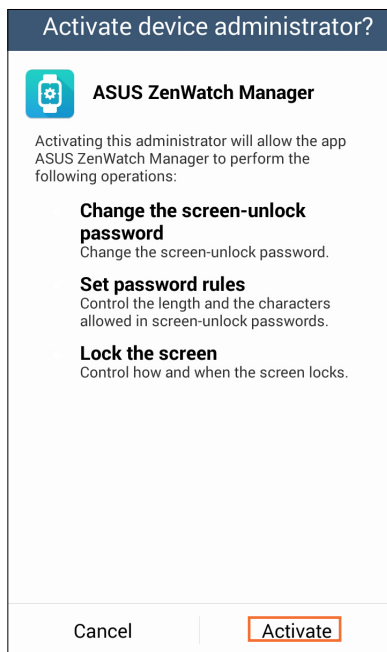 Activate device administrator?
ASUS ZenWatch Manager
Activating this administrator will allow the app
ASUS ZenWatch Manager to perform the
following operations:
Change the screen-unlock
password
Change the screen-unlock password.
Set password rules
Control the length and the characters
allowed in screen-unlock passwords.
Lock the screen
Control how and when the screen locks.
Cancel Activate